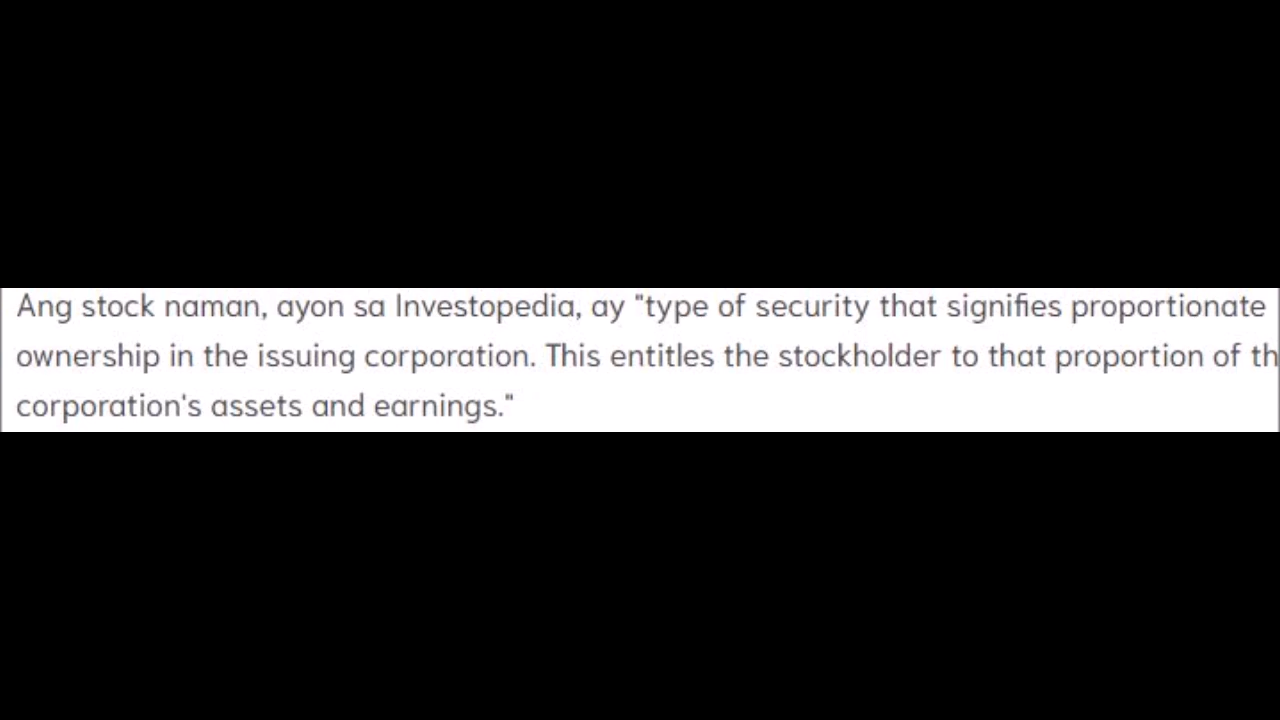 Ang stock naman, ayon sa Investopedia, ay "type of security that signifies proportionate
ownership in the issuing corporation. This entitles the stockholder to that proportion of th
corporation's assets and earnings."